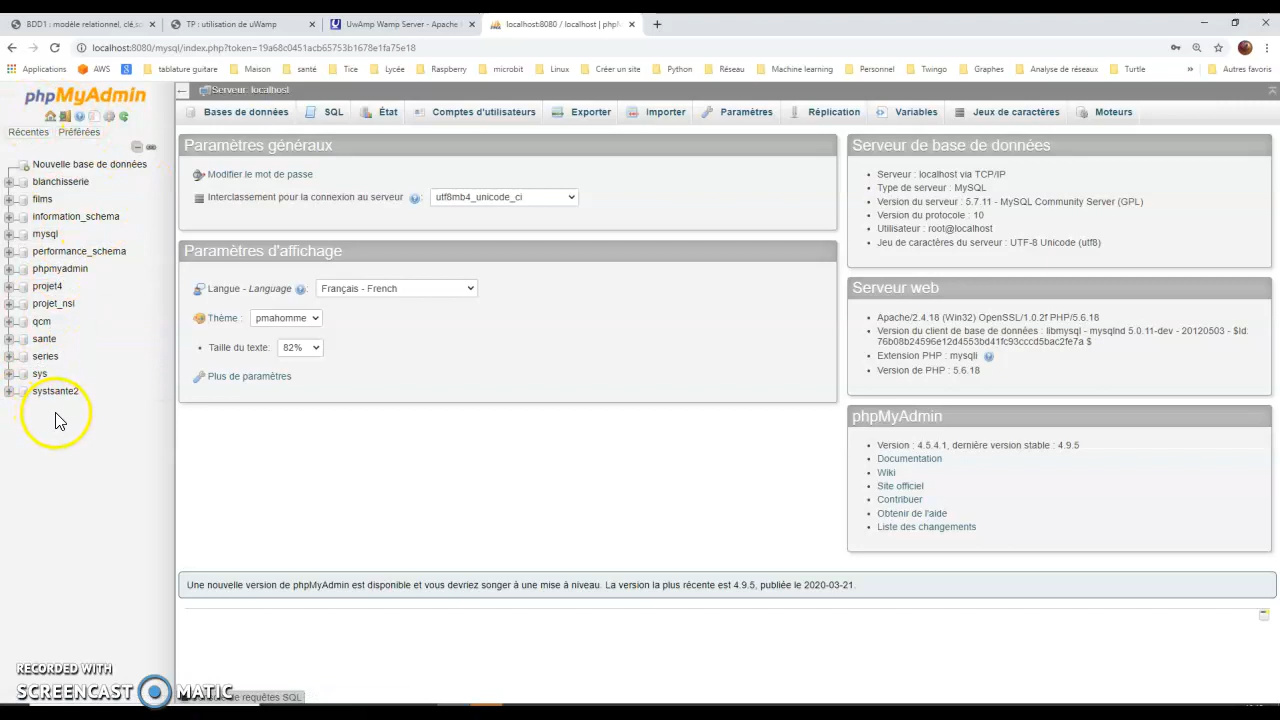 BDD1 : modèle relationnel, clé,sc
TP : utilisation de uWamp
UwAmp Wamp Server - Apache
localhost:8080 / localhost | phpM
localhost:8080/mysql/index.php?token=19a68c0451acb65753b1678e1fa75e18
Applications
AWS
tablature guitare
Maison
santé
Tice
Lycée
Raspberry
microbit
Linux
Créer un site
Python
Réseau
Machine learning
Personnel
Twingo
Graphes
Analyse de réseaux
Turtle
»
Autres favoris
phpMyAdmin
Récentes
Préférées
Nouvelle base de données
blanchisserie
films
information_schema
mysql
performance_schema
phpmyadmin
projet4
projet_nsi
qcm
sante
series
sys
systsante2
Serveur: localhost
Bases de données
SQL
État
Comptes d'utilisateurs
Exporter
Importer
Paramètres
Réplication
Variables
Jeux de caractères
Moteurs
Paramètres généraux
Modifier le mot de passe
Interclassement pour la connexion au serveur : utf8mb4_unicode_ci
Paramètres d'affichage
Langue - Language : Français - French
Thème : pmahomme
• Taille du texte: 82%
Plus de paramètres
Serveur de base de données
• Serveur : localhost via TCP/IP
• Type de serveur : MySQL
• Version du serveur : 5.7.11 - MySQL Community Server (GPL)
• Version du protocole : 10
• Utilisateur : root@localhost
• Jeu de caractères du serveur : UTF-8 Unicode (utf8)
Serveur web
• Apache/2.4.18 (Win32) OpenSSL/1.0.2f PHP/5.6.18
• Version du client de base de données : libmysql - mysqlnd 5.0.11-dev - 20120503 - $Id:
76b08b24596e12d4553bd41fc93cccd5bac2fe7a $
• Extension PHP : mysqli
• Version de PHP : 5.6.18
phpMyAdmin
• Version : 4.5.4.1, dernière version stable : 4.9.5
• Documentation
• Wiki
• Site officiel
• Contribuer
• Obtenir de l'aide
• Liste des changements
Une nouvelle version de phpMyAdmin est disponible et vous devriez songer à une mise à niveau. La version la plus récente est 4.9.5, publiée le 2020-03-21.
de requêtes SQL
RECORDED WITH
SCREENCAST MATIC